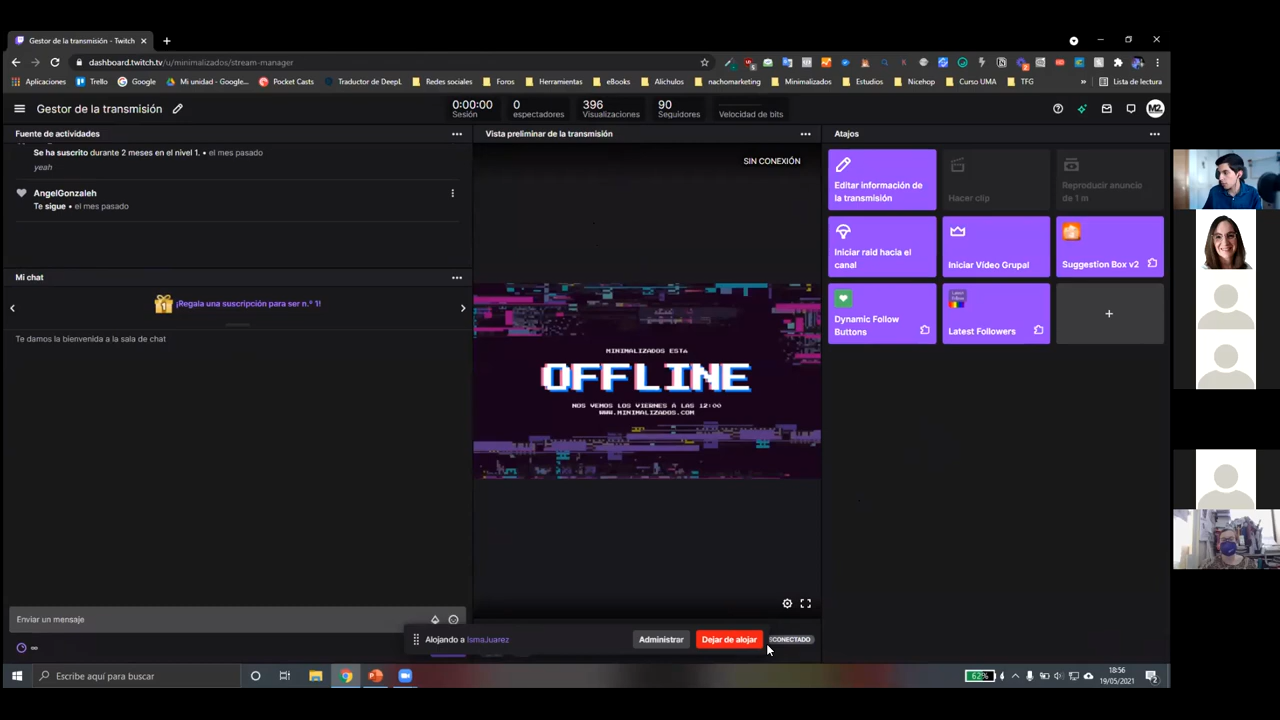 Gestor de la transmisión - Twitch
dashboard.twitch.tv/u/minimalizados/stream-manager
Aplicaciones
Trello
Google
Mi unidad - Google...
Pocket Casts
Traductor de DeepL
Redes sociales
Foros
Herramientas
eBooks
Alichulos
nachomarketing
Minimalizados
Estudios
Nicehop
Curso UMA
TFG
»
Lista de lectura
Gestor de la transmisión
0:00:00
Sesión
0
espectadores
396
Visualizaciones
90
Seguidores
Velocidad de bits
M2
Fuente de actividades
Se ha suscrito durante 2 meses en el nivel 1. • el mes pasado
yeah
AngelGonzaleh
Te sigue • el mes pasado
Mi chat
¡Regala una suscripción para ser n.º 1!
Te damos la bienvenida a la sala de chat
Enviar un mensaje
Vista preliminar de la transmisión
SIN CONEXIÓN
MINIMALIZADOS ESTA
OFFLINE
NOS VEMOS LOS VIERNES A LAS 12:00
WWW.MINIMALIZADOS.COM
Alojando a IsmaJuarez
Administrar
Dejar de alojar
SCONECTADO
Atajos
Editar información de
la transmisión
Hacer clip
Reproducir anuncio
de 1 m
Iniciar raid hacia el
canal
Iniciar Vídeo Grupal
Suggestion Box v2
Dynamic Follow
Buttons
Latest Followers
Escribe aquí para buscar
62%
18:56
19/05/2021
2